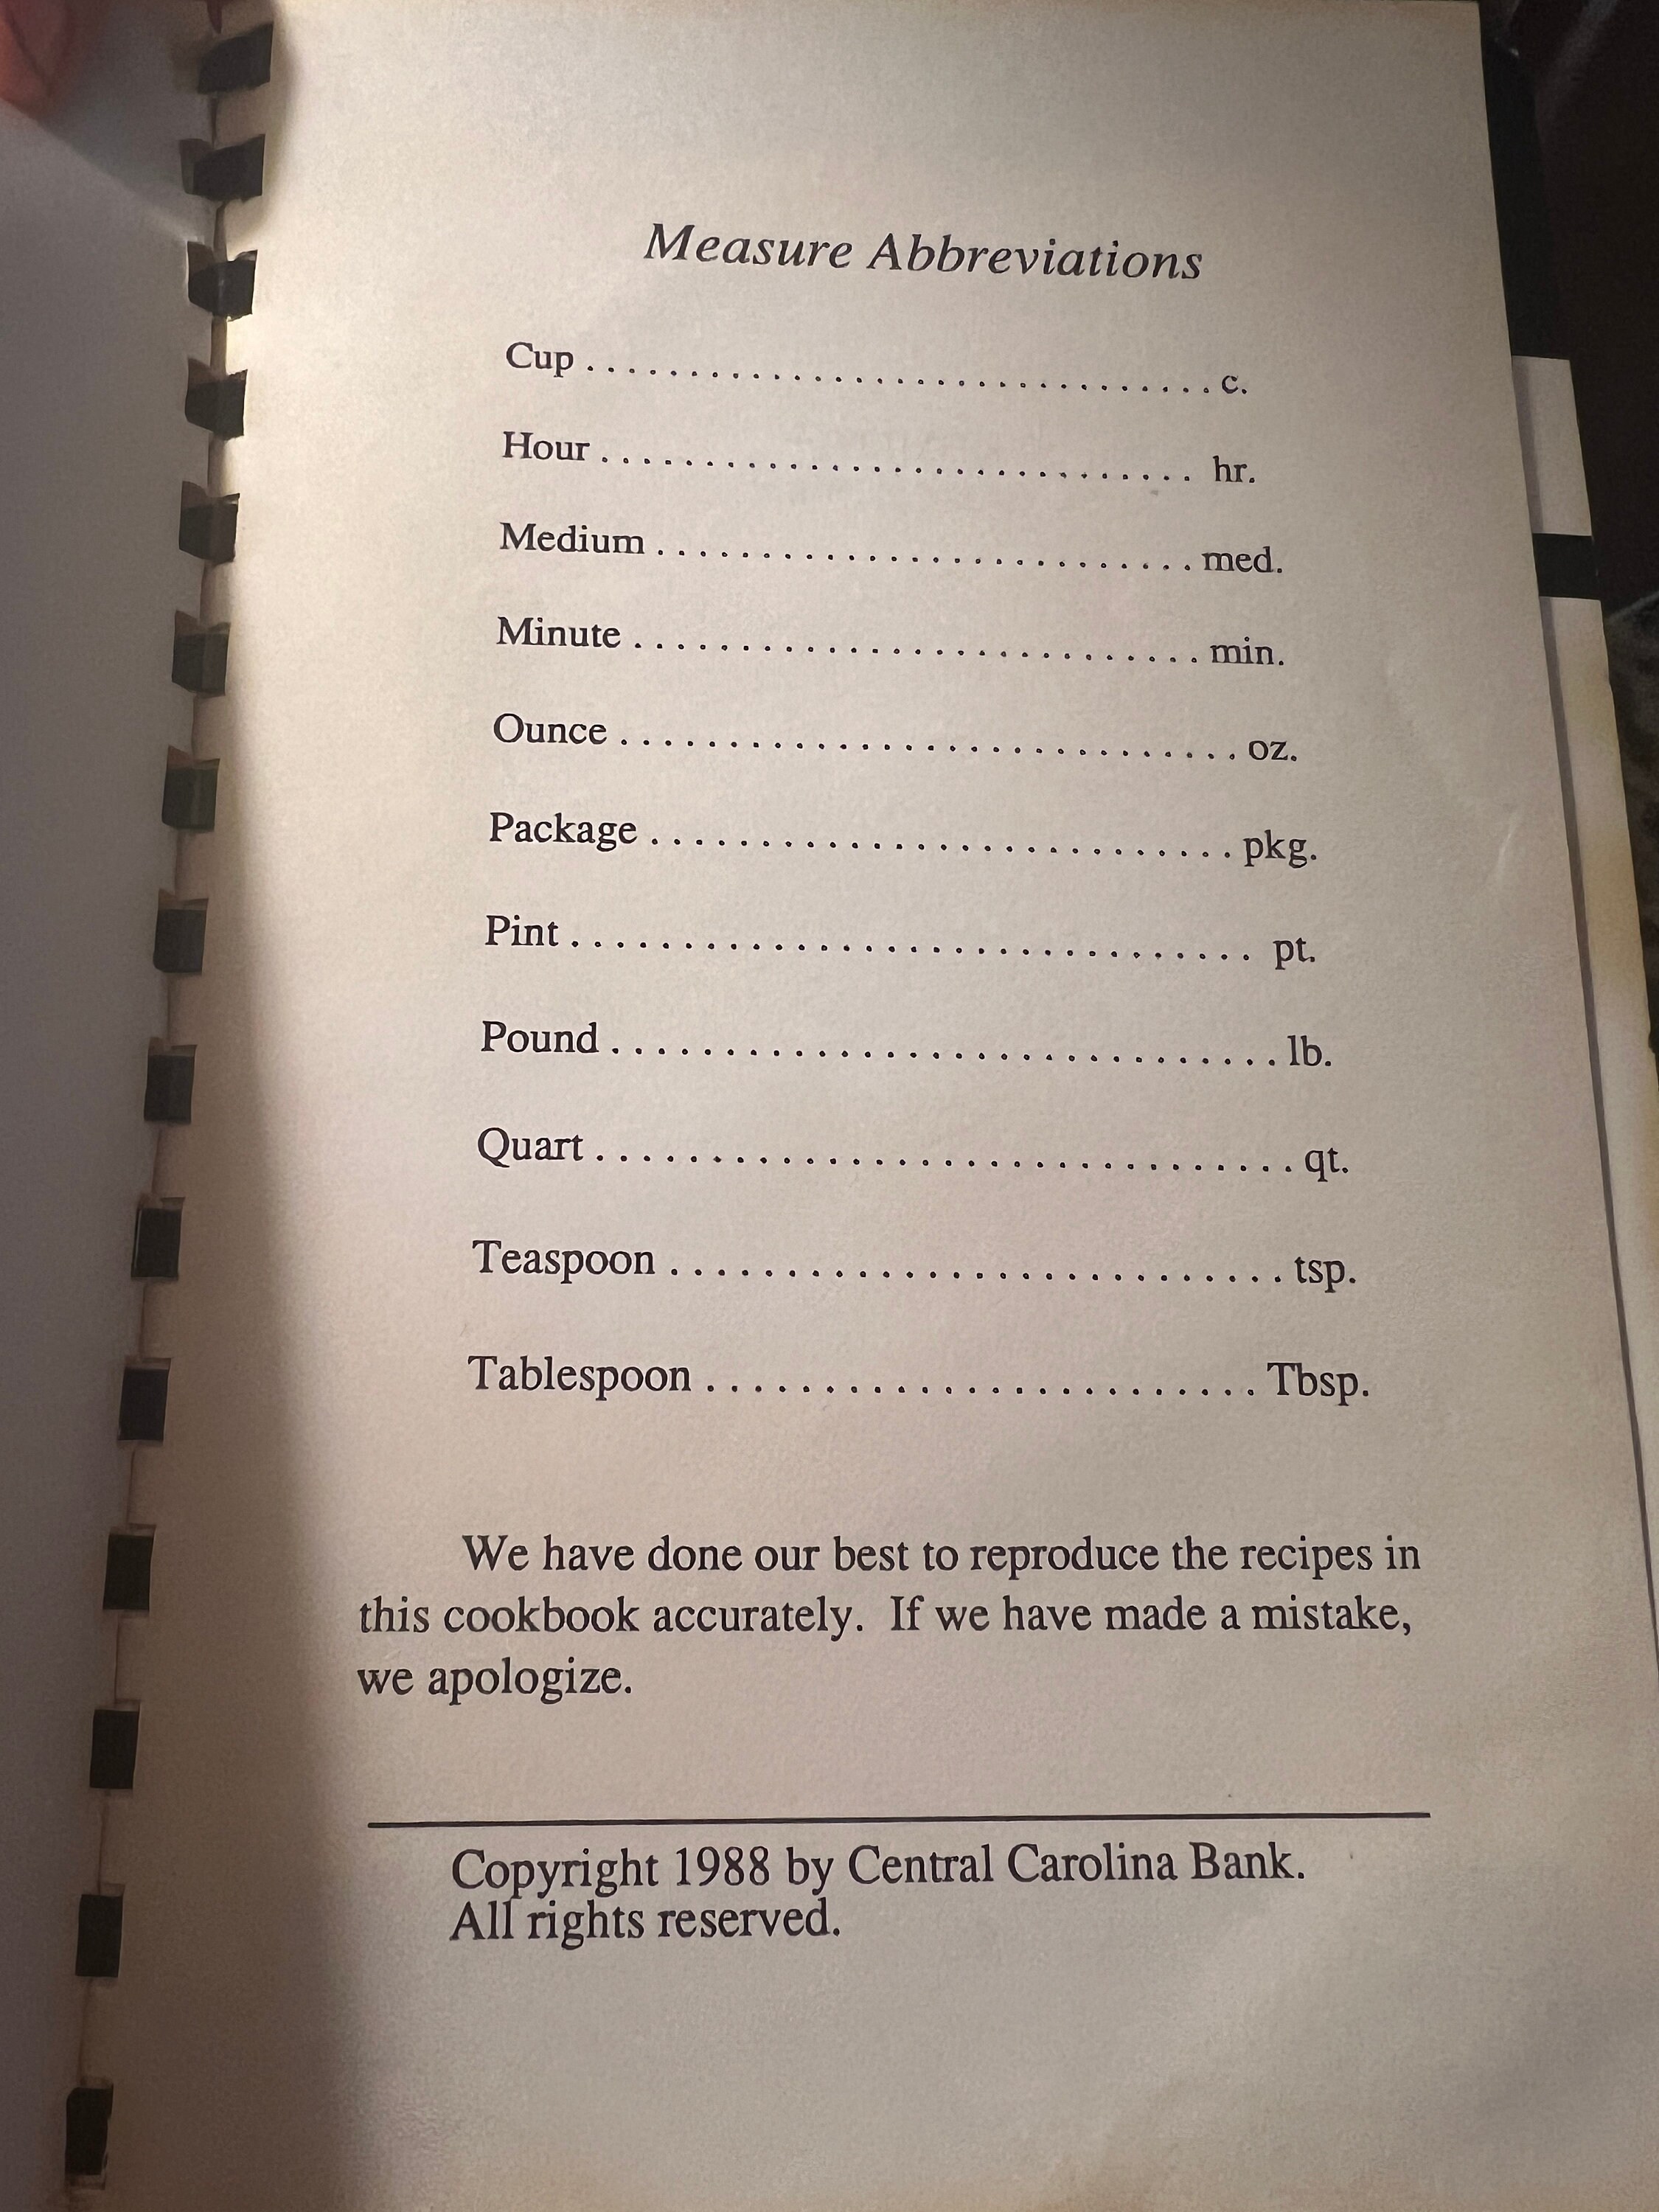 Measure Abbreviations
Cup . . . . . . . . . . . . . . . . . . . . . . . . . . . . . . c.
Hour . . . . . . . . . . . . . . . . . . . . . . . . . . . . . hr.
Medium . . . . . . . . . . . . . . . . . . . . . . . . . . med.
Minute . . . . . . . . . . . . . . . . . . . . . . . . . . . min.
Ounce . . . . . . . . . . . . . . . . . . . . . . . . . . . . . oz.
Package . . . . . . . . . . . . . . . . . . . . . . . . . . . pkg.
Pint . . . . . . . . . . . . . . . . . . . . . . . . . . . . . . pt.
Pound . . . . . . . . . . . . . . . . . . . . . . . . . . . . . lb.
Quart . . . . . . . . . . . . . . . . . . . . . . . . . . . . . . qt.
Teaspoon . . . . . . . . . . . . . . . . . . . . . . . . . . tsp.
Tablespoon . . . . . . . . . . . . . . . . . . . . . . . . Tbsp.
We have done our best to reproduce the recipes in
this cookbook accurately. If we have made a mistake,
we apologize.
Copyright 1988 by Central Carolina Bank.
All rights reserved.